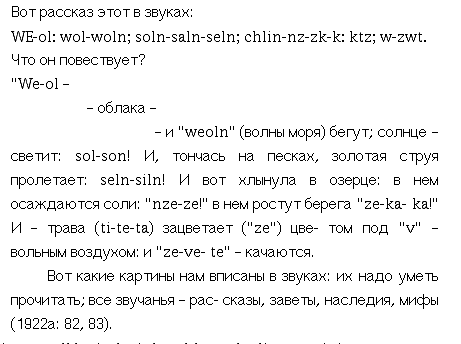 Вот рассказ этот в звуках:
WE-ol: wol-woln; soln-saln-seln; chlin-nz-zk-k: ktz; w-zwt.
Что он повествует?
"We-ol –
– облака –
– и "weoln" (волны моря) бегут; солнце –
светит: sol-son! И, тончась на песках, золотая струя
пролетает: seln-siln! И вот хлынула в озерце: в нем
осаждаются соли: "nze-ze!" в нем ростут берега "ze-ka- ka!"
И – трава (ti-te-ta) зацветает ("ze") цве- том под "v" –
вольным воздухом: и "ze-ve- te" – качаются.
Вот какие картины нам вписаны в звуках: их надо уметь
прочитать; все звучанья – рас- сказы, заветы, наследия, мифы
(1922a: 82, 83).